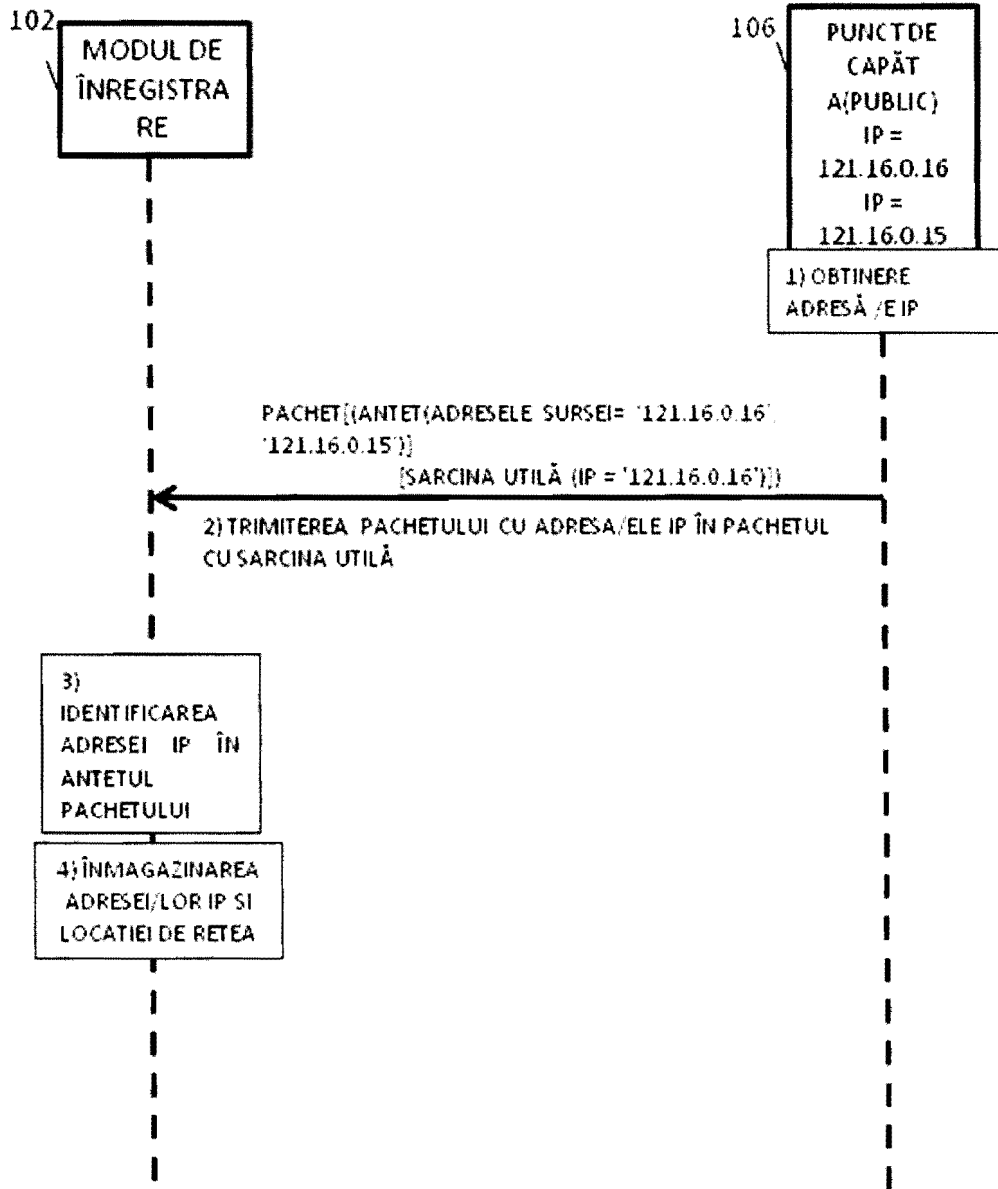 102
MODUL DE
ÎNREGISTRA
RE
106
PUNCT DE
CAPĂT
A(PUBLIC)
IP =
121.16.0.16
IP =
121.16.0.15
1) OBTINERE
ADRESĂ /E IP
PACHET[(ANTET(ADRESELE SURSEI= '121.16.0.16',
'121.16.0.15')]
[SARCINA UTILĂ (IP = '121.16.0.16')])
2) TRIMITEREA PACHETULUI CU ADRESA/ELE IP ÎN PACHETUL
CU SARCINA UTILĂ
3)
IDENTIFICAREA
ADRESEI IP ÎN
ANTETUL
PACHETULUI
4) ÎNMAGAZINAREA
ADRESEI/LOR IP SI
LOCATIEI DE RETEA